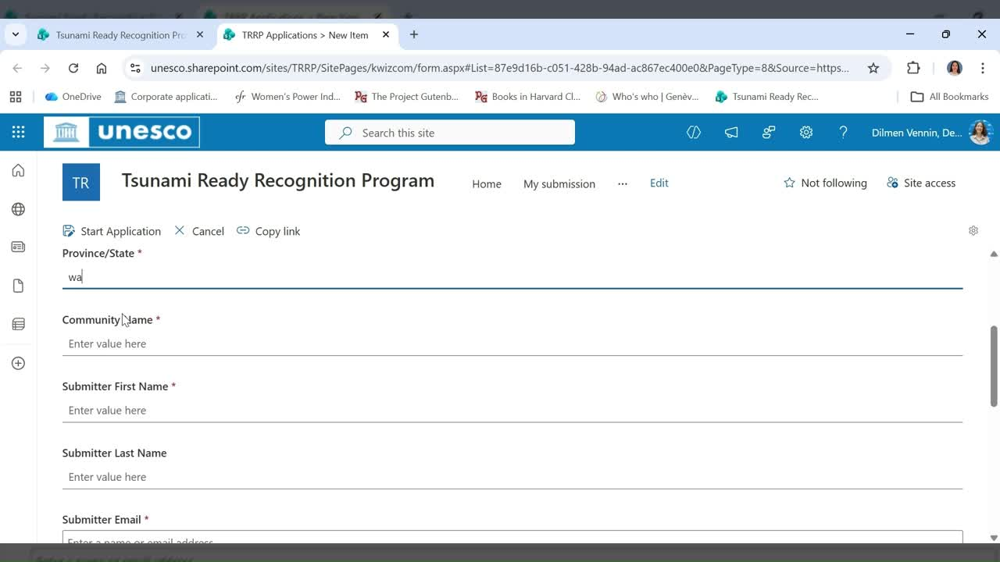 Tsunami Ready Recognition Pro
TRRP Applications > New Item
unesco.sharepoint.com/sites/TRRP/SitePages/kwizcom/form.aspx#List=87e9d16b-c051-428b-94ad-ac867ec400e0&PageType=8&Source=https...
OneDrive
Corporate applicati...
cfr Women's Power Ind...
PG The Project Gutenb...
PG Books in Harvard Cl...
Who's who | Genèv...
Tsunami Ready Rec...
All Bookmarks
unesco
Search this site
Dilmen Vennin, De...
TR
Tsunami Ready Recognition Program
Home
My submission
...
Edit
Not following
Site access
Start Application
Cancel
Copy link
Province/State *
wa
Community Name *
Enter value here
Submitter First Name *
Enter value here
Submitter Last Name
Enter value here
Submitter Email *
Enter a name or email address